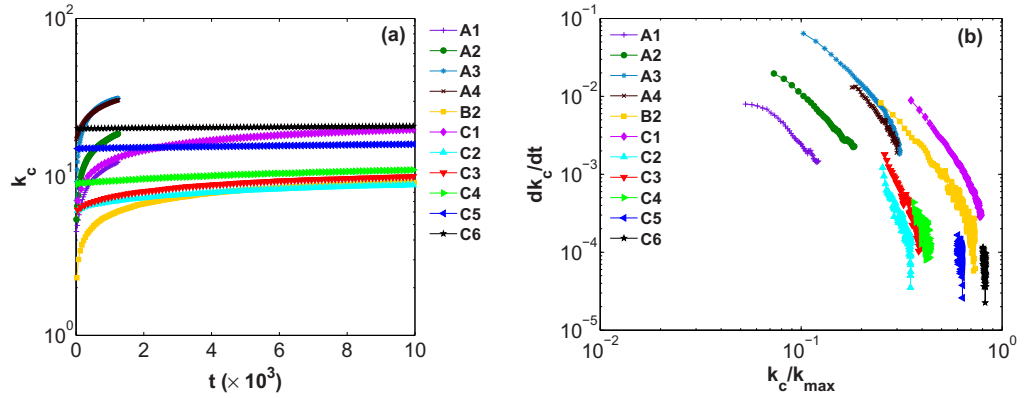 (a)
k_c
10^2
10^1
10^0
0
2
4
6
8
10
t (× 10^3)
A1
A2
A3
A4
B2
C1
C2
C3
C4
C5
C6
(b)
dk_c/dt
10^-1
10^-2
10^-3
10^-4
10^-5
10^-2
10^-1
10^0
k_c/k_max
A1
A2
A3
A4
B2
C1
C2
C3
C4
C5
C6